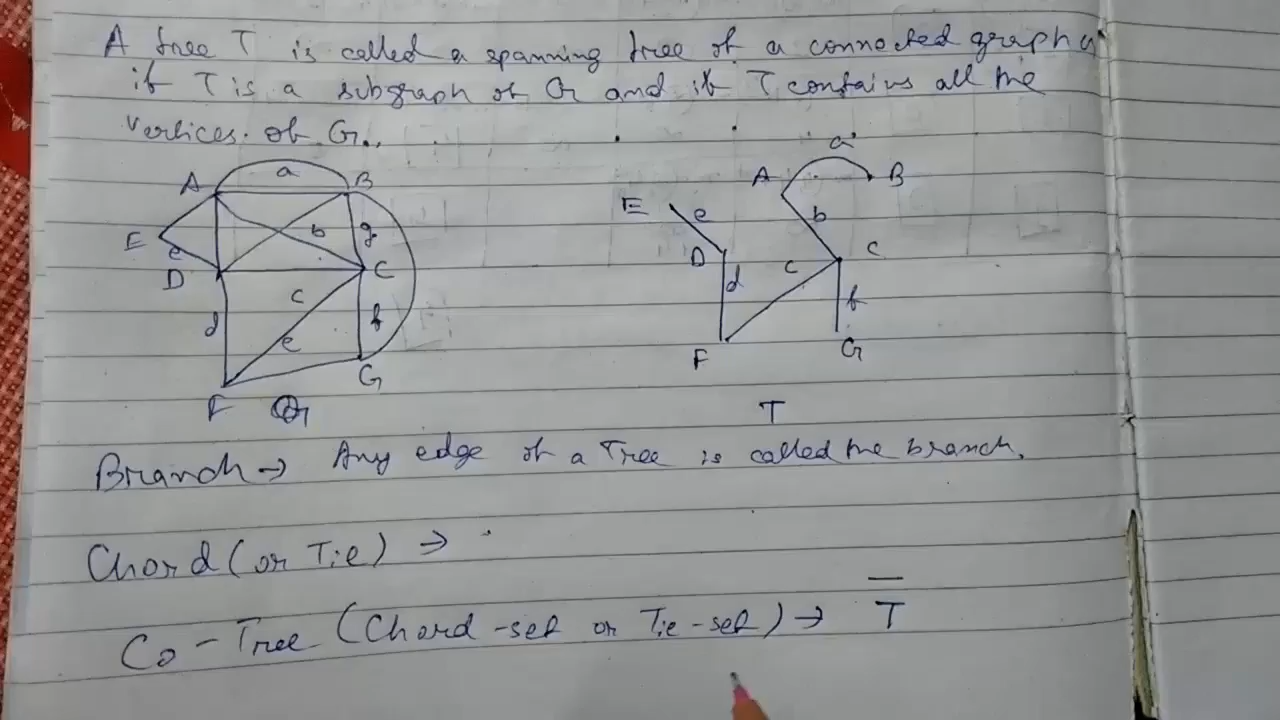 A tree T is called a spanning tree of a connected graph G
if T is a subgraph of G and if T contains all the
vertices of G.
a
A B
E e b g
D C
c
d f
e
G
F G
a
A B
E e b
D c C
d f
F G
T
Branch → Any edge of a Tree is called the branch.
Chord (or Tie) →
Co-Tree (Chord-set or Tie-set) → T̅